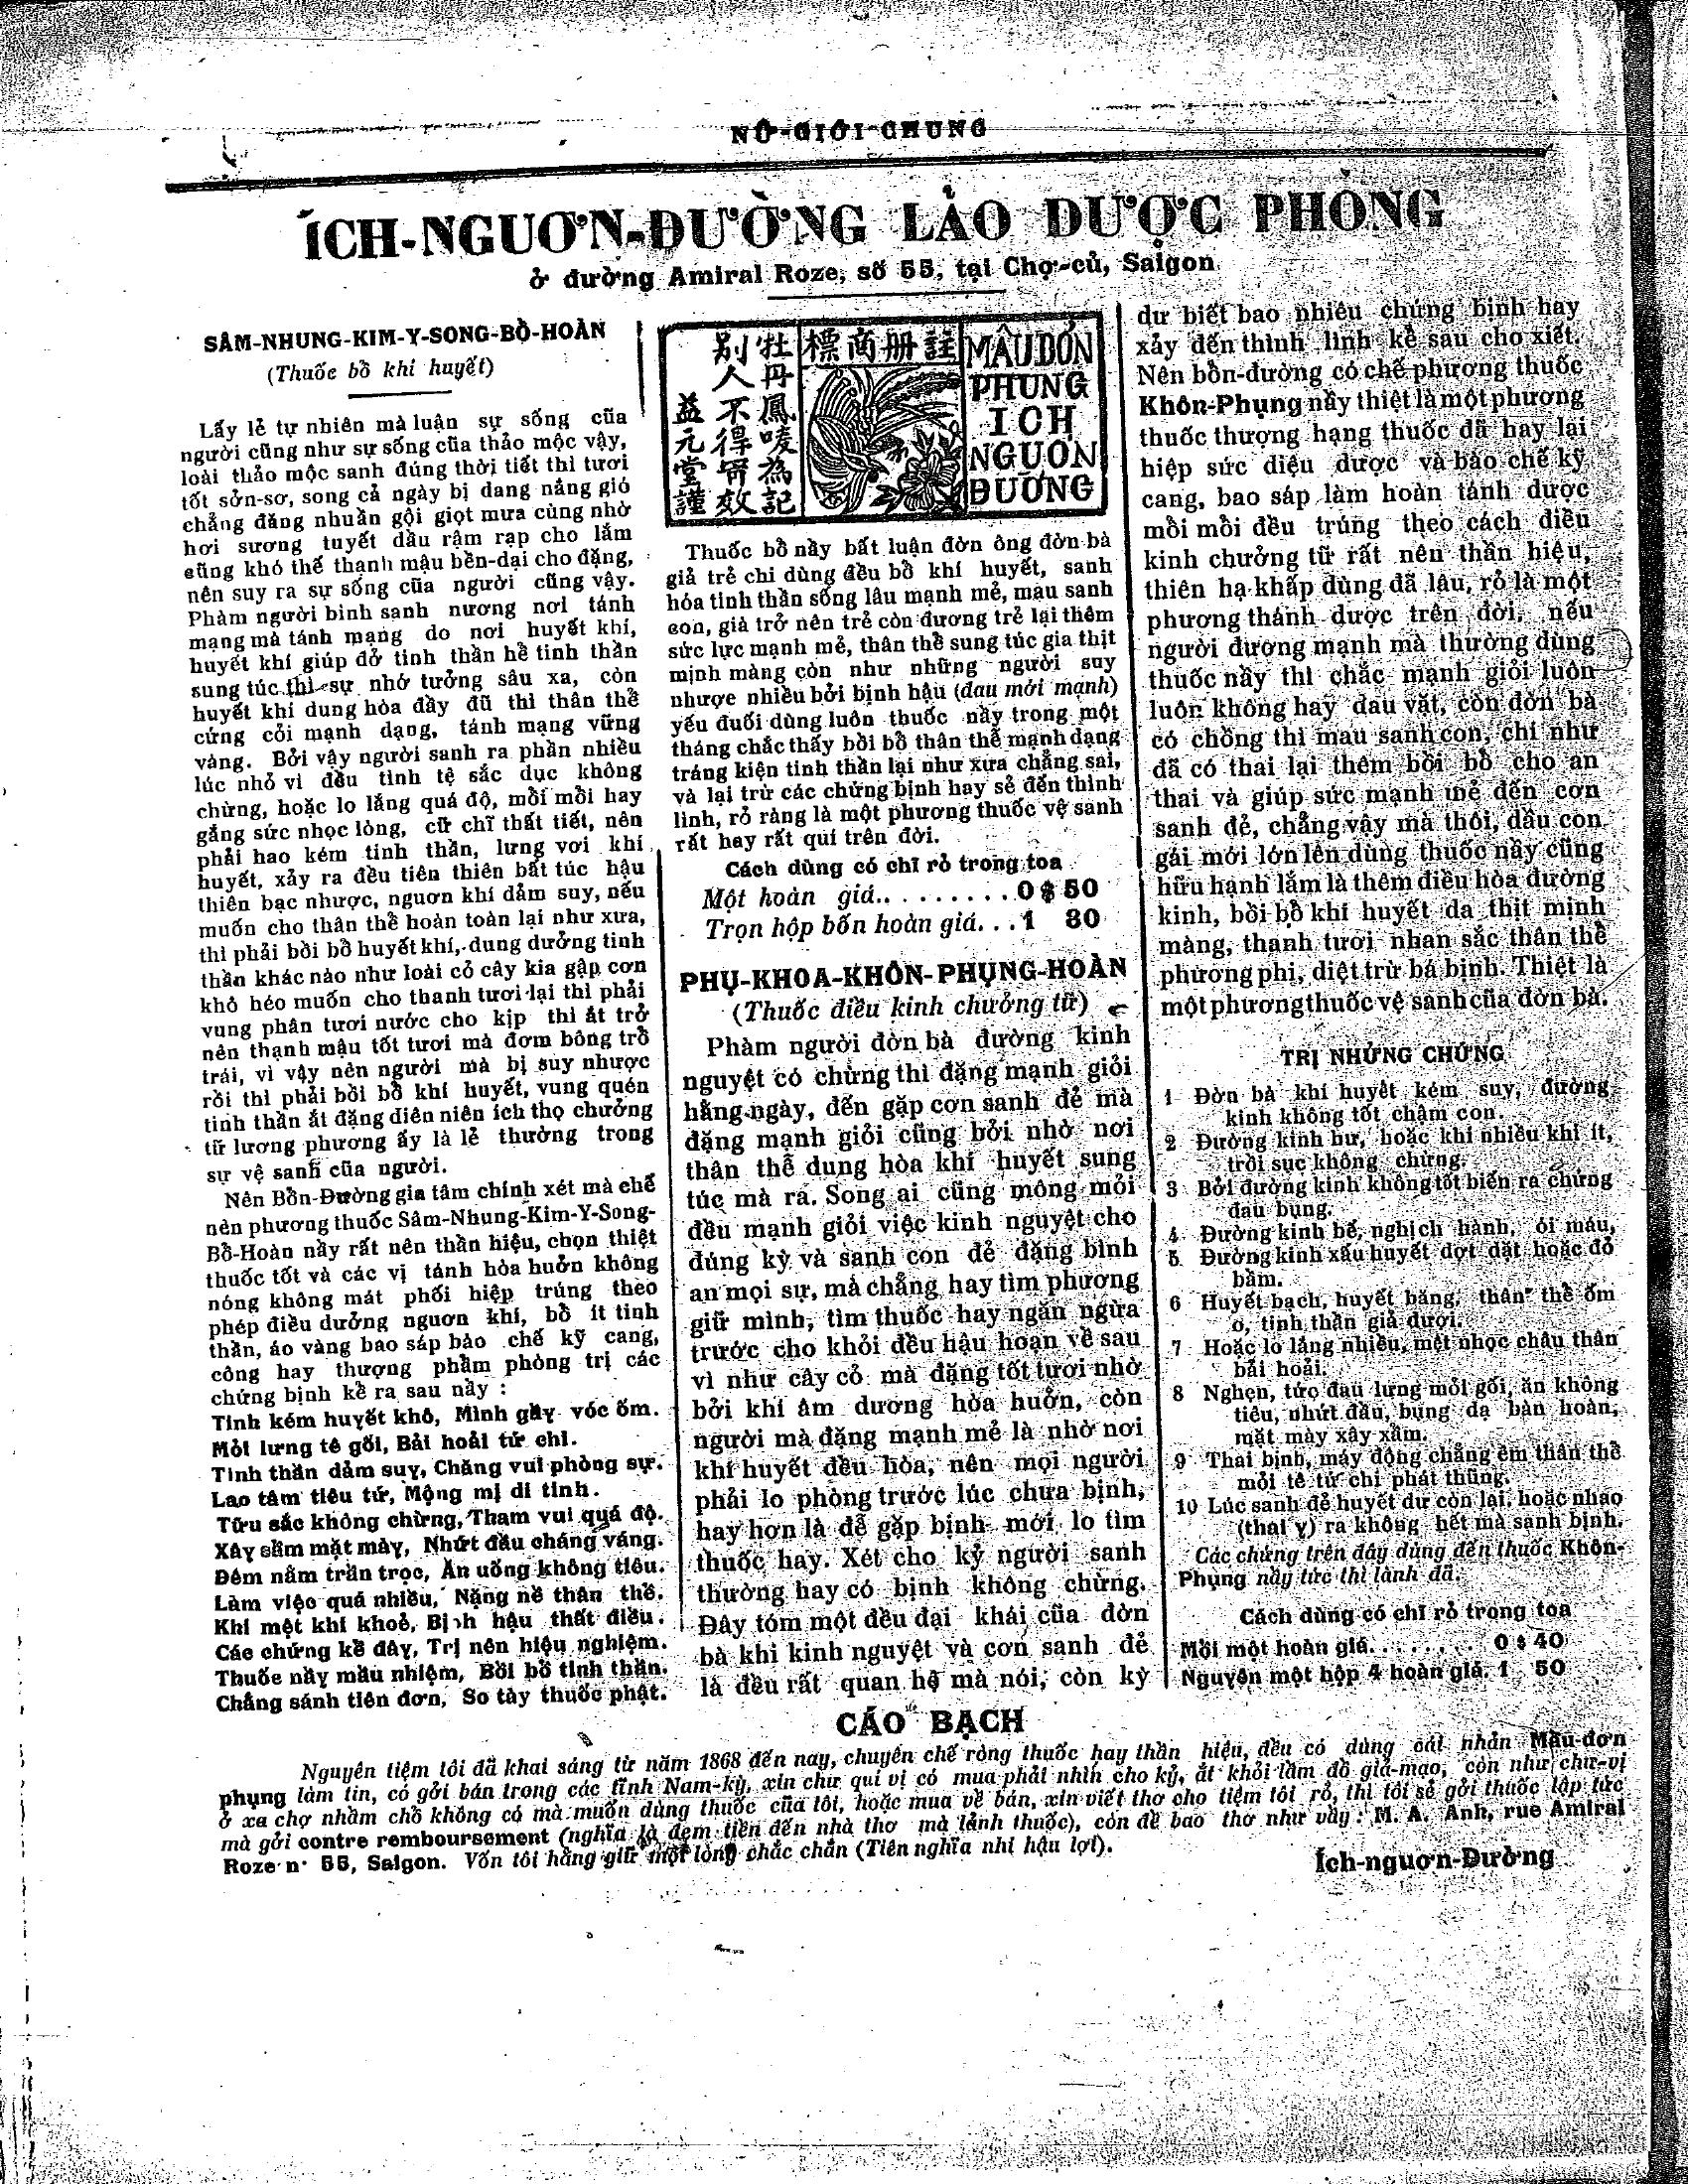 NỮ-GIỚI-CHUNG
ÍCH-NGUƠN-ĐƯỜNG LẢO DƯỢC PHÒNG
ở đường Amiral Roze, số 55, tại Chợ-củ, Saigon
SÂM-NHUNG-KIM-Y-SONG-BỔ-HOÀN
(Thuốc bổ khí huyết)
Lấy lẻ tự nhiên mà luận sự sống của
người cũng như sự sống của thảo mộc vậy,
loài thảo mộc sanh đúng thời tiết thì tươi
tốt sởn-sơ, song cả ngày bị dang nắng gió
chẳng đặng nhuần gội giọt mưa cùng nhờ
hơi sương tuyết dầu rậm rạp cho lắm
cũng khó thế thạnh mậu bền-dại cho đặng,
nên suy ra sự sống của người cũng vậy.
Phàm người bình sanh nương nơi tánh
mạng mà tánh mạng do nơi huyết khí,
huyết khí giúp đở tinh thần hễ tinh thần
sung túc thì sự nhớ tưởng sâu xa, còn
huyết khí dung hòa đầy đủ thì thân thể
cứng cỏi mạnh dạng, tánh mạng vững
vàng. Bởi vậy người sanh ra phần nhiều
lúc nhỏ vì đều tình tệ sắc dục không
chừng, hoặc lo lắng quá độ, mồi mồi hay
gắng sức nhọc lòng, cữ chỉ thất tiết, nên
phải hao kém tinh thần, lưng vơi khí
huyết, xảy ra đều tiên thiên bất túc hậu
thiên bạc nhược, nguơn khí dảm suy, nếu
muốn cho thân thể hoàn toàn lại như xưa,
thì phải bồi bổ huyết khí, dung dưởng tinh
thần khác nào như loài cỏ cây kia gập cơn
khô héo muốn cho thanh tươi lại thì phải
vung phân tươi nước cho kịp thì ắt trở
nên thạnh mậu tốt tươi mà đơm bông trổ
trái, vì vậy nên người mà bị suy nhược
rồi thì phải bồi bổ khí huyết, vung quén
tinh thần ắt đặng diên niên ích thọ chưởng
tữ lương phương ấy là lẻ thường trong
sự vệ sanh của người.
Nên Bổn-Đường gia tâm chính xét mà chế
nên phương thuốc Sâm-Nhung-Kim-Y-Song-
Bổ-Hoàn nầy rất nên thần hiệu, chọn thiệt
thuốc tốt và các vị tánh hòa huởn không
nóng không mát phối hiệp trúng theo
phép điều dưởng nguơn khí, bổ ít tinh
thần, áo vàng bao sáp bào chế kỹ cang,
công hay thượng phẩm phòng trị các
chứng bịnh kể ra sau nầy :
Tinh kém huyết khô, Mình gầy vóc ốm.
Mỏi lưng tê gối, Bải hoải tứ chi.
Tinh thần dảm suy, Chẳng vui phòng sự.
Lao tâm tiêu tứ, Mộng mị di tinh.
Tữu sắc không chừng, Tham vui quá độ.
Xây sầm mặt mày, Nhứt đầu cháng váng.
Đêm nằm trằn trọc, Ăn uống không tiêu.
Làm việc quá nhiều, Nặng nề thân thể.
Khi mệt khi khoẻ, Bịnh hậu thất điều.
Các chứng kể đây, Trị nên hiệu nghiệm.
Thuốc nầy mầu nhiệm, Bồi bổ tinh thần.
Chẳng sánh tiên đơn, So tày thuốc phật.
牡丹鳳嘜為記
別人不得冒效
益元堂謹
標商册註
MẪU ĐƠN
PHỤNG
ÍCH
NGUƠN
ĐƯỜNG
Thuốc bổ nầy bất luận đờn ông đờn bà
giả trẻ chi dùng đều bổ khí huyết, sanh
hóa tinh thần sống lâu mạnh mẻ, mau sanh
con, già trở nên trẻ còn đương trẻ lại thêm
sức lực mạnh mẻ, thân thể sung túc gia thịt
mịnh màng còn như những người suy
nhược nhiều bởi bịnh hậu (đau mới mạnh)
yếu đuối dùng luôn thuốc nầy trong một
tháng chắc thấy bồi bổ thân thể mạnh dạng
tráng kiện tinh thần lại như xưa chẳng sai,
và lại trừ các chứng bịnh hay sẻ đến thình
lình, rỏ ràng là một phương thuốc vệ sanh
rất hay rất quí trên đời.
Cách dùng có chĩ rỏ trong toa
Một hoàn giá.. . . . . . . . 0 $ 50
Trọn hộp bốn hoàn giá. . . 1 80
PHỤ-KHOA-KHÔN-PHỤNG-HOÀN
(Thuốc điều kinh chưởng tữ)
Phàm người đờn bà đường kinh
nguyệt có chừng thì đặng mạnh giỏi
hằng ngày, đến gặp cơn sanh đẻ mà
đặng mạnh giỏi cũng bởi nhờ nơi
thân thể dung hòa khí huyết sung
túc mà ra. Song ai cũng mông mỏi
đều mạnh giỏi việc kinh nguyệt cho
đúng kỳ và sanh con đẻ đặng bình
an mọi sự, mà chẳng hay tìm phương
giữ mình, tìm thuốc hay ngăn ngừa
trước cho khỏi đều hậu hoạn về sau
vì như cây cỏ mà đặng tốt tươi nhờ
bởi khí âm dương hòa huởn, còn
người mà đặng mạnh mẻ là nhờ nơi
khí huyết đều hòa, nên mọi người
phải lo phòng trước lúc chưa bịnh,
hay hơn là để gặp bịnh mới lo tìm
thuốc hay. Xét cho kỷ người sanh
thường hay có bịnh không chừng.
Đây tóm một đều đại khái của đờn
bà khi kinh nguyệt và cơn sanh đẻ
là đều rất quan hệ mà nói, còn kỳ
dư biết bao nhiêu chứng bịnh hay
xảy đến thình lình kể sau cho xiết.
Nên bổn-đường có chế phương thuốc
Khôn-Phụng nầy thiệt là một phương
thuốc thượng hạng thuốc đã hay lại
hiệp sức diệu dược và bào chế kỹ
cang, bao sáp làm hoàn tánh dược
mồi mồi đều trúng theo cách điều
kinh chưởng tữ rất nên thần hiệu,
thiên hạ khắp dùng đã lâu, rỏ là một
phương thánh dược trên đời, nếu
người đương mạnh mà thường dùng
thuốc nầy thì chắc mạnh giỏi luôn
luôn không hay đau vặt, còn đờn bà
có chồng thì mau sanh con, chí như
đã có thai lại thêm bồi bổ cho an
thai và giúp sức mạnh mẻ đến cơn
sanh đẻ, chẳng vậy mà thôi, dầu con
gái mới lớn lên dùng thuốc nầy cũng
hữu hạnh lắm là thêm điều hòa đường
kinh, bồi bổ khí huyết da thịt mịnh
màng, thạnh tươi nhan sắc thân thể
phương phi, diệt trừ bá bịnh. Thiệt là
một phương thuốc vệ sanh của đờn bà.
TRỊ NHỮNG CHỨNG
1 Đờn bà khí huyết kém suy, đường
kinh không tốt chậm con.
2 Đường kinh hư, hoặc khi nhiều khi ít,
trồi sục không chừng.
3 Bởi đường kinh không tốt biến ra chứng
đau bụng.
4 Đường kinh bế, nghịch hành, ói máu,
5 Đường kinh xấu huyết dợt dặt hoặc đỏ
bầm.
6 Huyết bạch, huyết băng, thân thể ốm
o, tinh thần giả dượi.
7 Hoặc lo lắng nhiều, mệt nhọc châu thân
bải hoải.
8 Nghẹn, tức đau lưng mỏi gối, ăn không
tiêu, nhứt đầu, bụng dạ bàn hoàn,
mặt mày xây xẩm.
9 Thai bịnh, máy động chẳng êm thân thể
mỏi tê tứ chi phát thũng.
10 Lúc sanh đẻ huyết dư còn lại, hoặc nhao
(thai y) ra không hết mà sanh bịnh.
Các chứng trên đây dùng đến thuốc Khôn-
Phụng nầy tức thì lành đã.
Cách dùng có chĩ rỏ trong toa
Mồi một hoàn giá. . . . . . . . 0 $ 40
Nguyên một hộp 4 hoàn giá. 1 50
CÁO BẠCH
Nguyên tiệm tôi đã khai sáng từ năm 1868 đến nay, chuyên chế ròng thuốc hay thần hiệu, đều có dùng cái nhản Mẫu-đơn
phụng làm tin, có gởi bán trong các tỉnh Nam-kỳ, xin chư quí vị có mua phải nhìn cho kỷ, ắt khỏi lầm đồ giả-mạo, còn như chư-vị
ở xa chợ nhằm chổ không có mà muốn dùng thuốc của tôi, hoặc mua về bán, xin viết thơ cho tiệm tôi rỏ, thì tôi sẻ gởi thuốc lập tức
mà gởi contre remboursement (nghĩa là đem tiền đến nhà thơ mà lảnh thuốc), còn đề bao thơ như vầy : M. A. Anh, rue Amiral
Roze n° 55, Saigon. Vốn tôi hằng giữ một lòng chắc chắn (Tiên nghĩa nhi hậu lợi).
Ích-nguơn-Đường